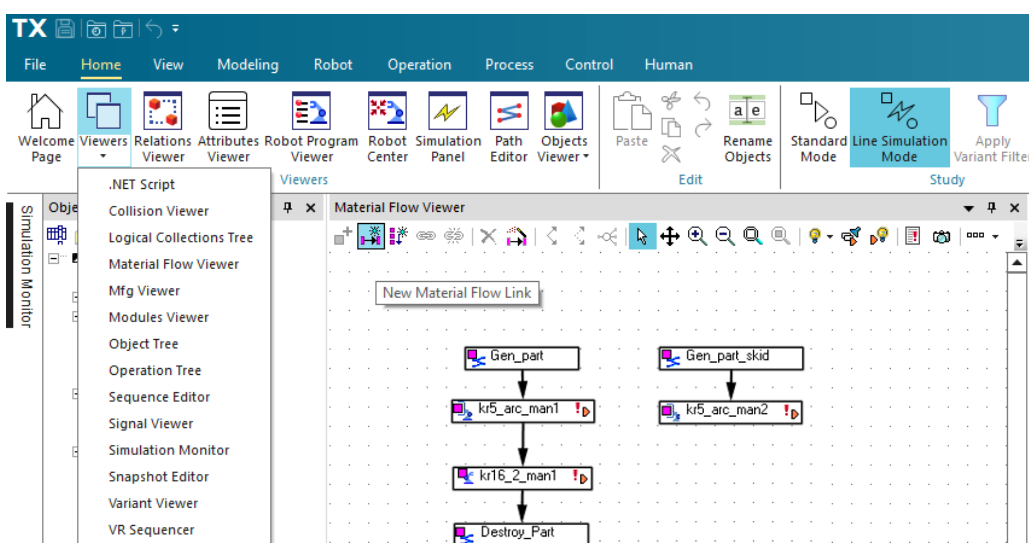 TX
File Home View Modeling Robot Operation Process Control Human
Welcome Page
Viewers
Relations Viewer
Attributes Viewer
Robot Program Viewer
Robot Center
Simulation Panel
Path Editor
Objects Viewer
Paste
a e
Rename Objects
Standard Mode
Line Simulation Mode
Apply Variant Filte
Viewers Edit Study
Simulation Monitor
Obje
.NET Script
Collision Viewer
Logical Collections Tree
Material Flow Viewer
Mfg Viewer
Modules Viewer
Object Tree
Operation Tree
Sequence Editor
Signal Viewer
Simulation Monitor
Snapshot Editor
Variant Viewer
VR Sequencer
Material Flow Viewer
New Material Flow Link
Gen_part
Gen_part_skid
kr5_arc_man1
kr5_arc_man2
kr16_2_man1
Destroy_Part